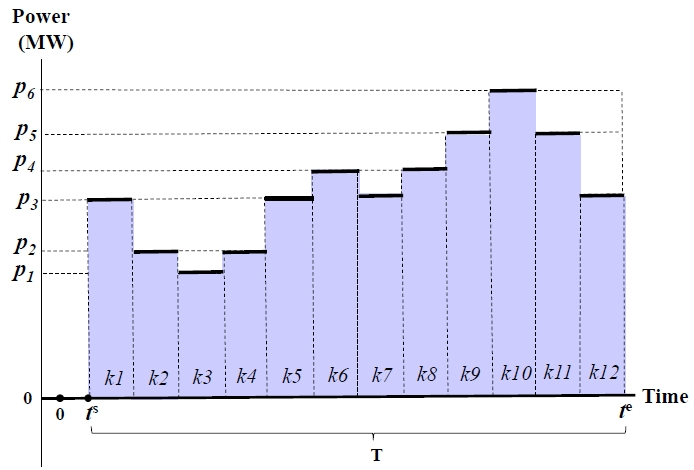 Power
(MW)
p6
p5
p4
p3
p2
p1
k1 k2 k3 k4 k5 k6 k7 k8 k9 k10 k11 k12
0 Time
0 tˢ tᵉ
T